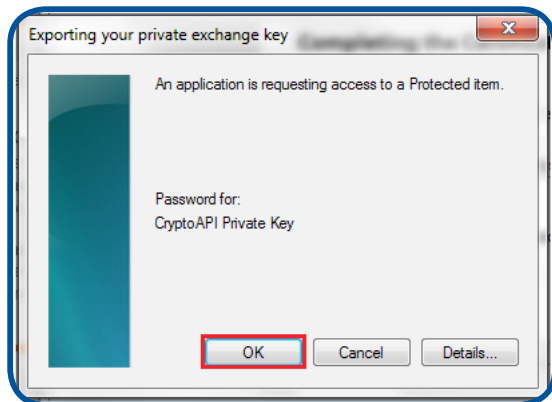 Exporting your private exchange key
An application is requesting access to a Protected item.
Password for:
CryptoAPI Private Key
OK
Cancel
Details...